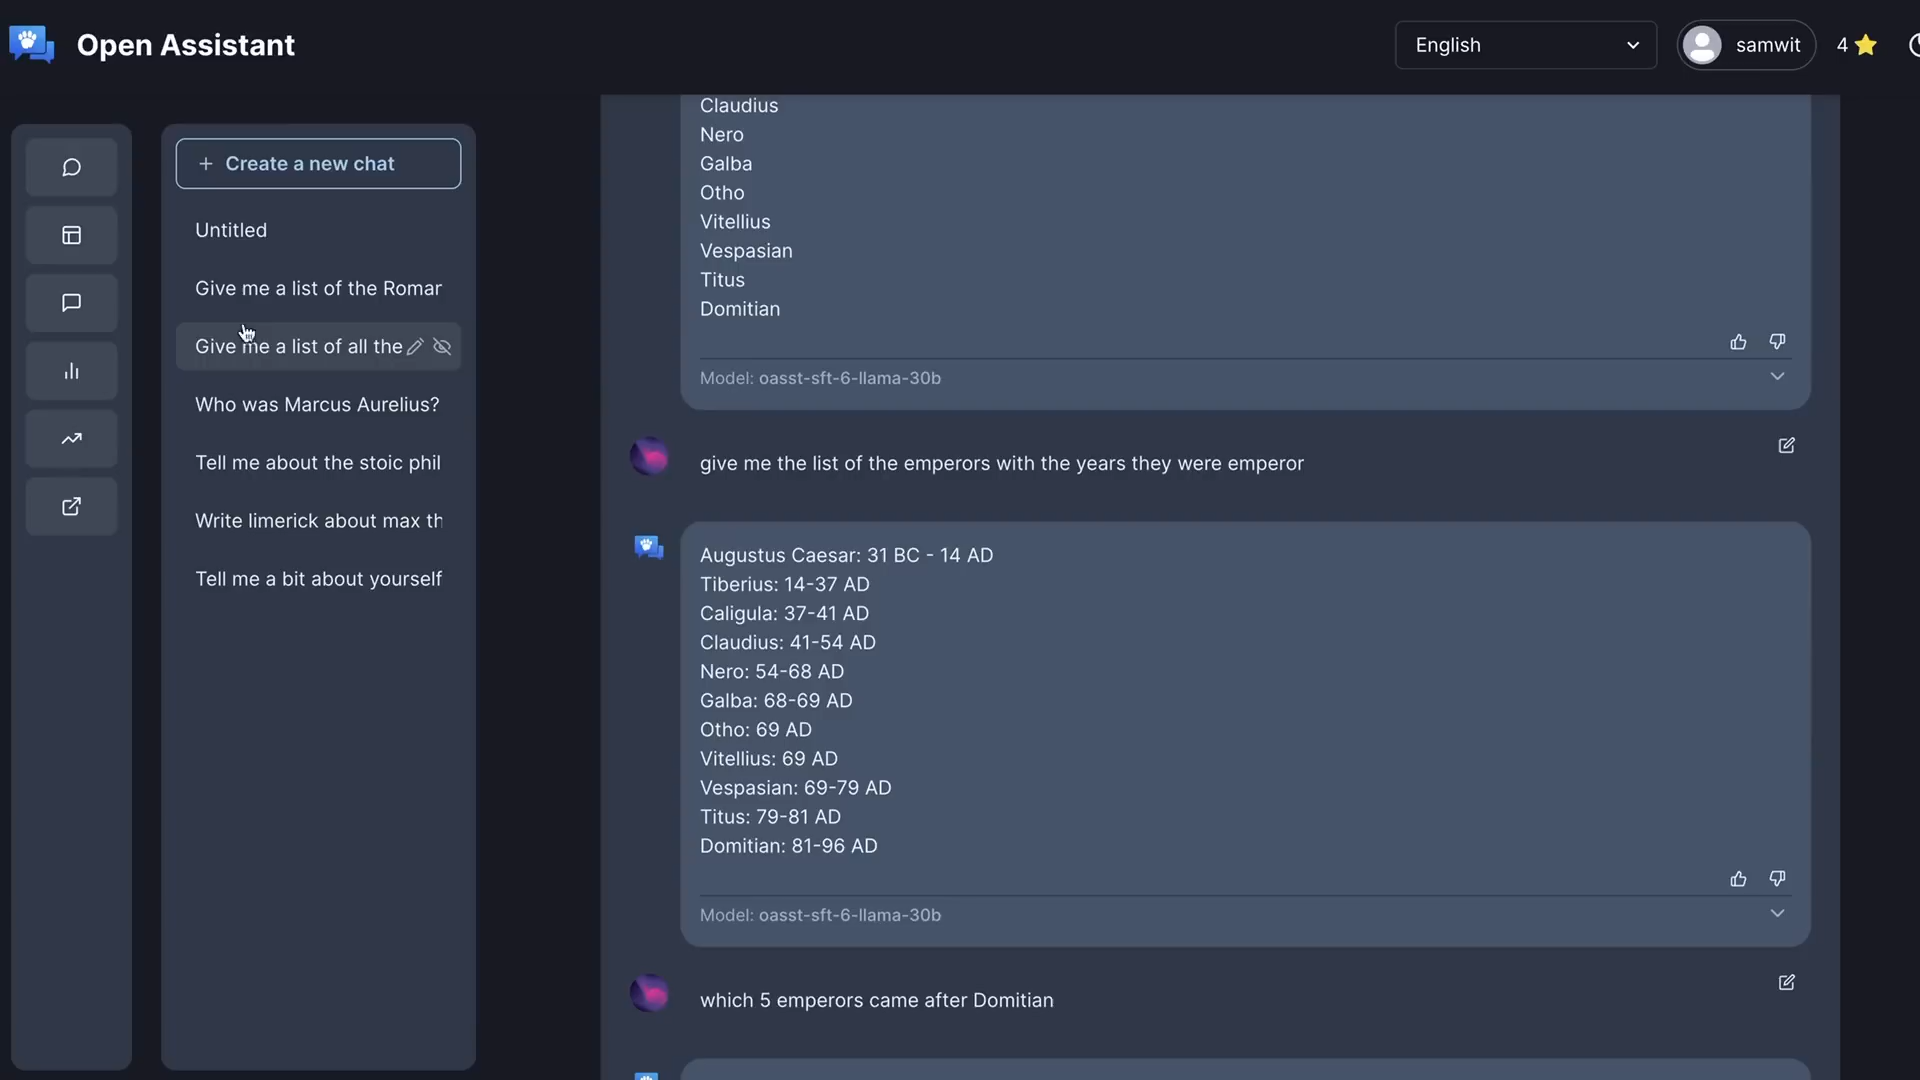 Open Assistant
English
samwit
4
Create a new chat
Untitled
Give me a list of the Romar
Give me a list of all the
Who was Marcus Aurelius?
Tell me about the stoic phil
Write limerick about max th
Tell me a bit about yourself
Claudius
Nero
Galba
Otho
Vitellius
Vespasian
Titus
Domitian
Model: oasst-sft-6-llama-30b
give me the list of the emperors with the years they were emperor
Augustus Caesar: 31 BC - 14 AD
Tiberius: 14-37 AD
Caligula: 37-41 AD
Claudius: 41-54 AD
Nero: 54-68 AD
Galba: 68-69 AD
Otho: 69 AD
Vitellius: 69 AD
Vespasian: 69-79 AD
Titus: 79-81 AD
Domitian: 81-96 AD
Model: oasst-sft-6-llama-30b
which 5 emperors came after Domitian